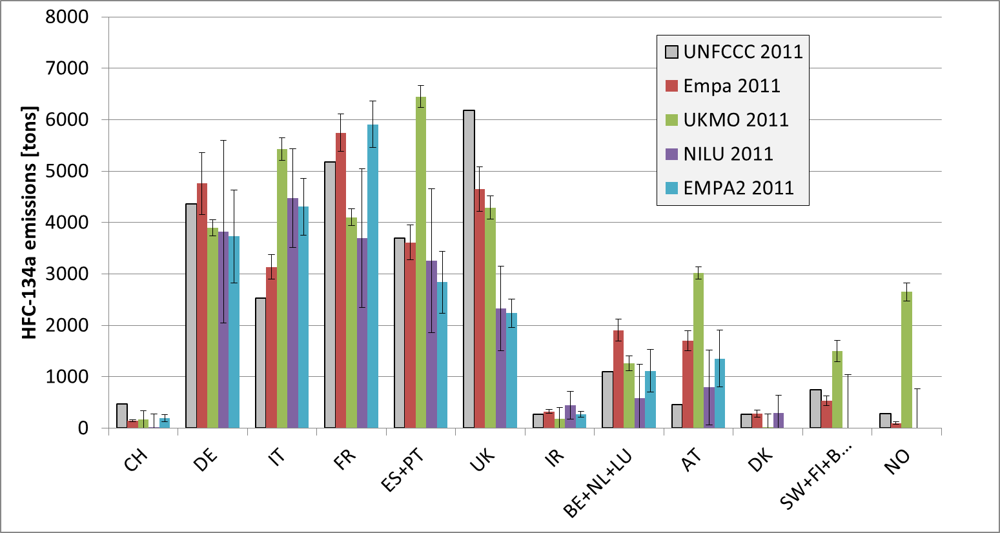 8000
7000
6000
5000
4000
3000
2000
1000
0
HFC-134a emissions [tons]
UNFCCC 2011
Empa 2011
UKMO 2011
NILU 2011
EMPA2 2011
CH
DE
IT
FR
ES+PT
UK
IR
BE+NL+LU
AT
DK
SW+FI+B...
NO